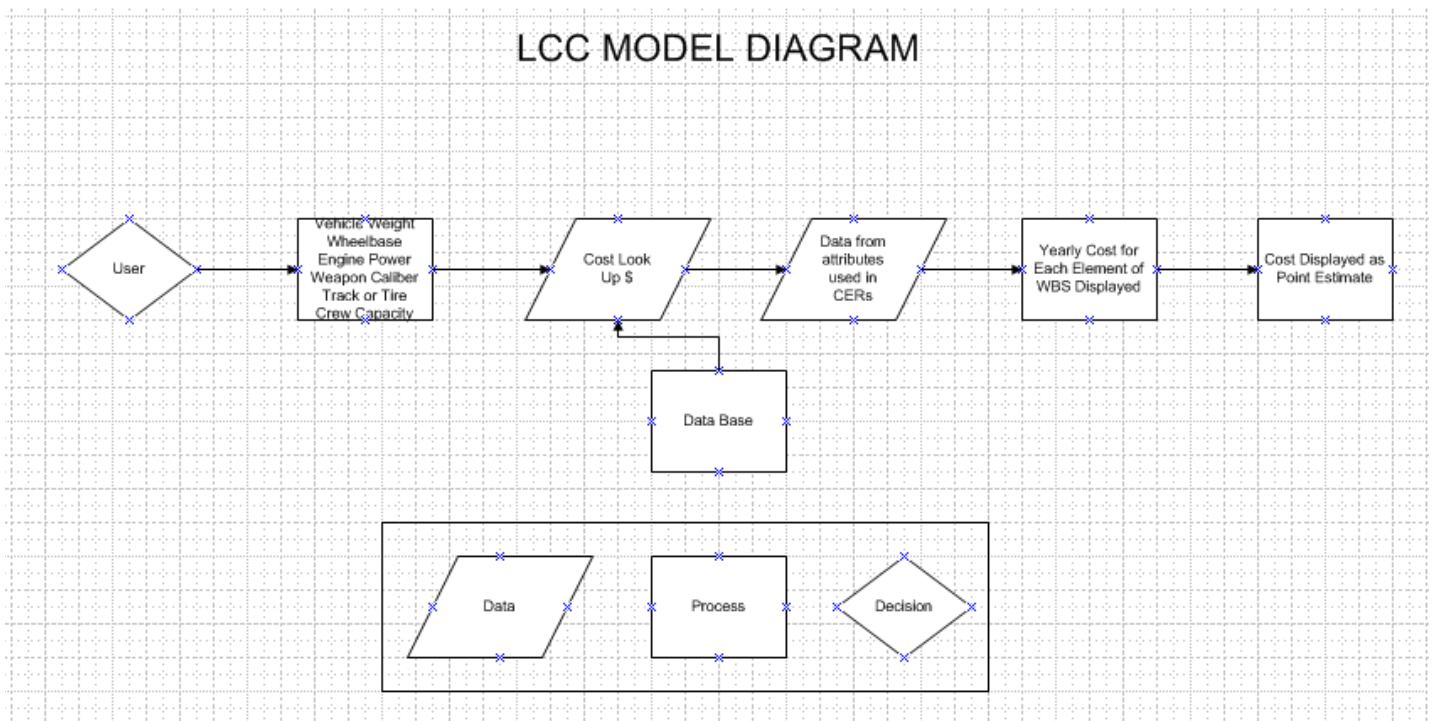 LCC MODEL DIAGRAM
User
Vehicle Weight
Wheelbase
Engine Power
Weapon Caliber
Track or Tire
Crew Capacity
Cost Look
Up $
Data from
attributes
used in
CERs
Yearly Cost for
Each Element of
WBS Displayed
Cost Displayed as
Point Estimate
Data Base
Data
Process
Decision